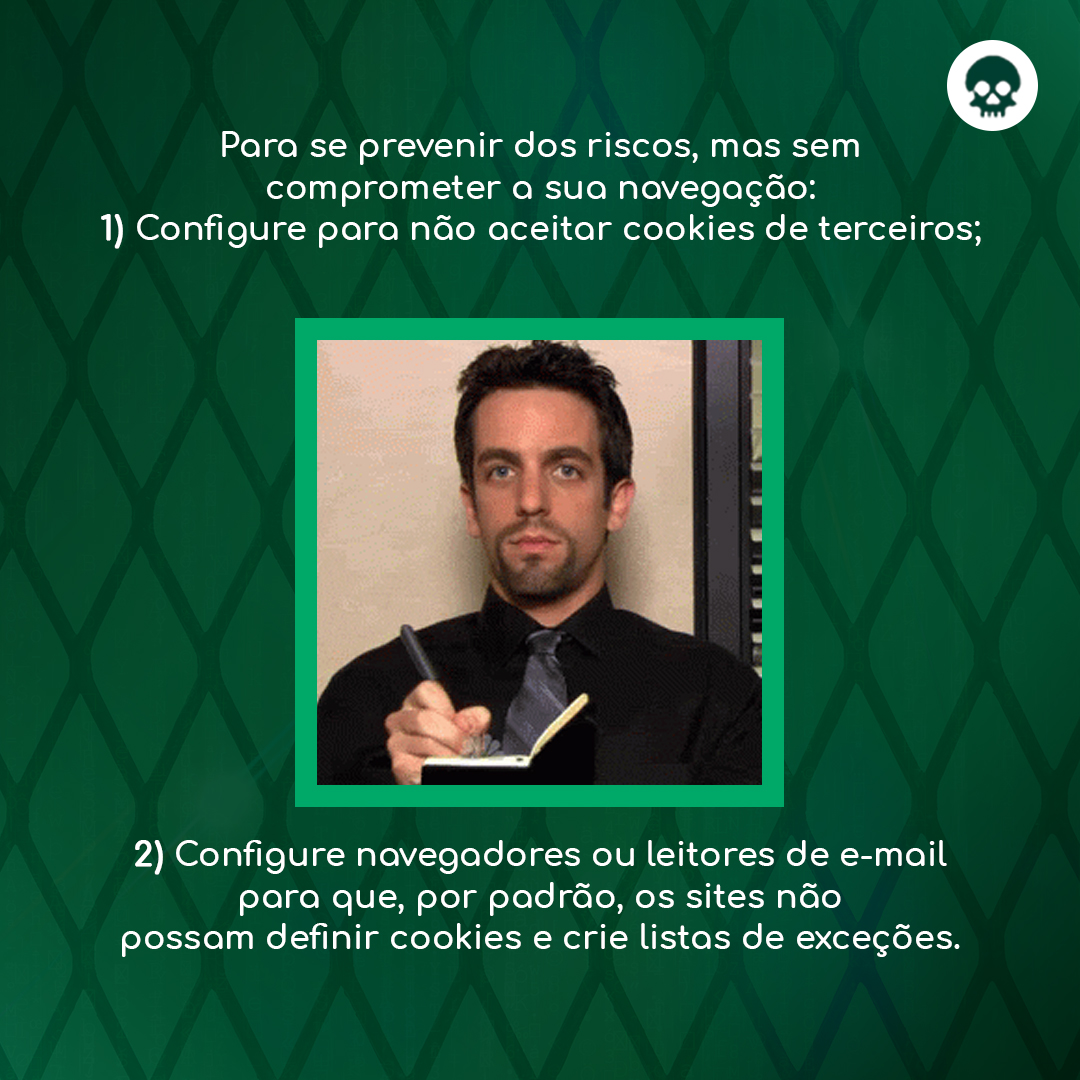 Para se prevenir dos riscos, mas sem
comprometer a sua navegação:
1) Configure para não aceitar cookies de terceiros;
2) Configure navegadores ou leitores de e-mail
para que, por padrão, os sites não
possam definir cookies e crie listas de exceções.